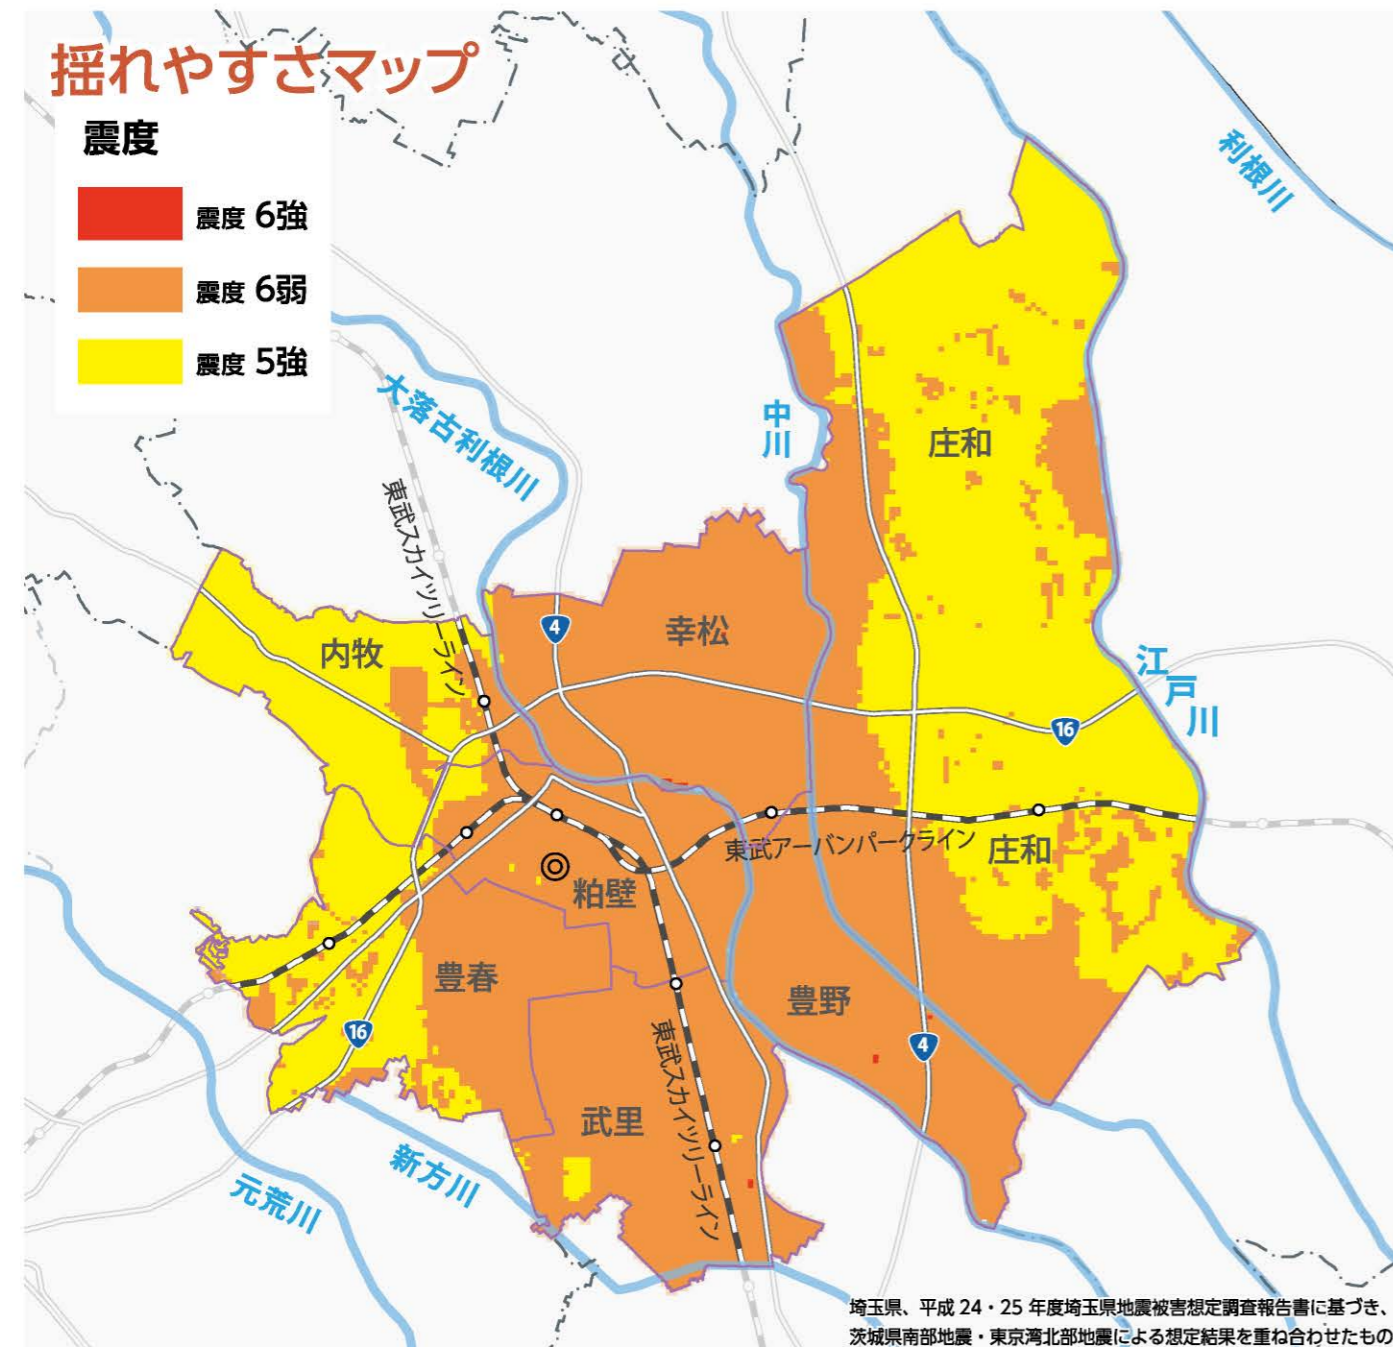 揺れやすさマップ
震度
震度 6強
震度 6弱
震度 5強
利根川
大落古利根川
中川
庄和
東武スカイツリーライン
4
幸松
内牧
江戸川
16
東武アーバンパークライン
庄和
粕壁
豊春
豊野
16
4
東武スカイツリーライン
武里
新方川
元荒川
埼玉県、平成 24・25 年度埼玉県地震被害想定調査報告書に基づき、
茨城県南部地震・東京湾北部地震による想定結果を重ね合わせたもの